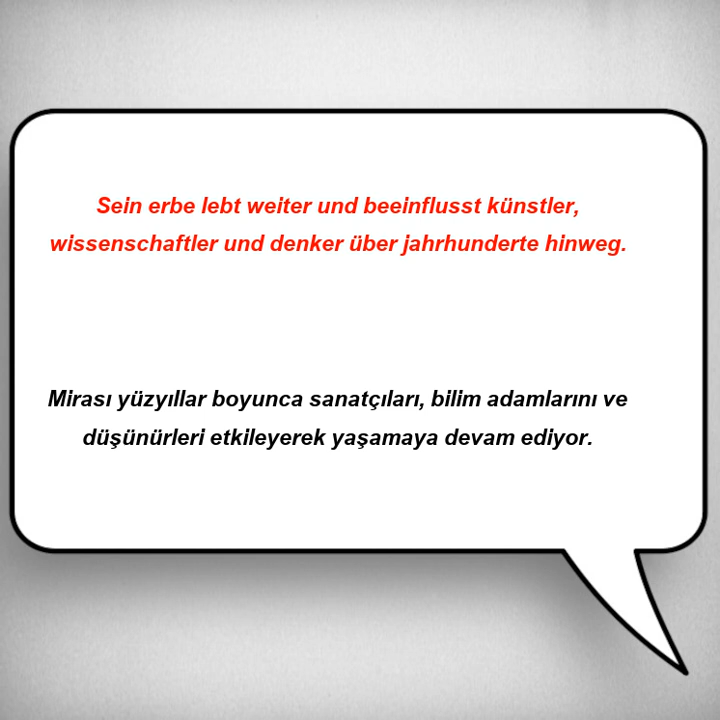 Sein erbe lebt weiter und beeinflusst künstler,
wissenschaftler und denker über jahrhunderte hinweg.
Mirası yüzyıllar boyunca sanatçıları, bilim adamlarını ve
düşünürleri etkileyerek yaşamaya devam ediyor.